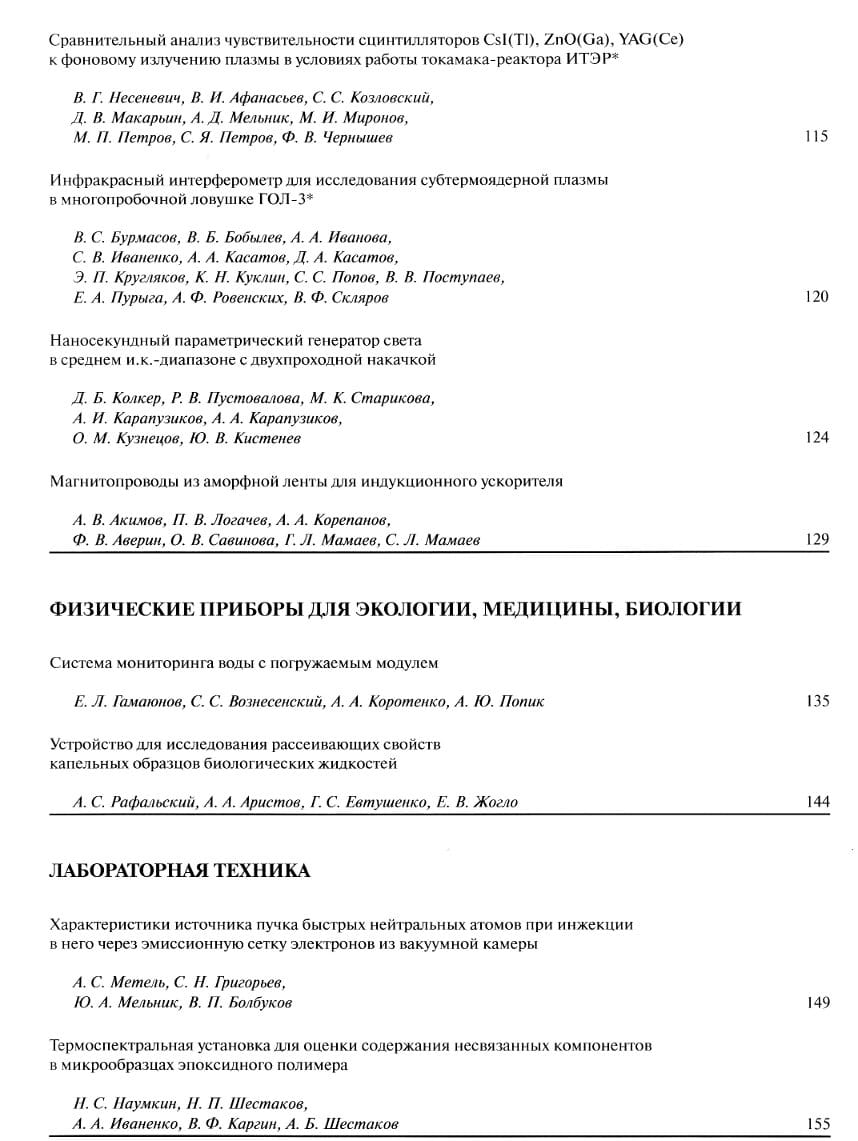 Сравнительный анализ чувствительности сцинтилляторов CsI(Tl), ZnO(Ga), YAG(Ce)
к фоновому излучению плазмы в условиях работы токамака-реактора ИТЭР*
В. Г. Несеневич, В. И. Афанасьев, С. С. Козловский,
Д. В. Макарьин, А. Д. Мельник, М. И. Миронов,
М. П. Петров, С. Я. Петров, Ф. В. Чернышев 115
Инфракрасный интерферометр для исследования субтермоядерной плазмы
в многопробочной ловушке ГОЛ-3*
В. С. Бурмасов, В. Б. Бобылев, А. А. Иванова,
С. В. Иваненко, А. А. Касатов, Д. А. Касатов,
Э. П. Кругляков, К. Н. Куклин, С. С. Попов, В. В. Поступаев,
Е. А. Пурыга, А. Ф. Ровенских, В. Ф. Скляров 120
Наносекундный параметрический генератор света
в среднем и.к.-диапазоне с двухпроходной накачкой
Д. Б. Колкер, Р. В. Пустовалова, М. К. Старикова,
А. И. Карапузиков, А. А. Карапузиков,
О. М. Кузнецов, Ю. В. Кистенев 124
Магнитопроводы из аморфной ленты для индукционного ускорителя
А. В. Акимов, П. В. Логачев, А. А. Корепанов,
Ф. В. Аверин, О. В. Савинова, Г. Л. Мамаев, С. Л. Мамаев 129
ФИЗИЧЕСКИЕ ПРИБОРЫ ДЛЯ ЭКОЛОГИИ, МЕДИЦИНЫ, БИОЛОГИИ
Система мониторинга воды с погружаемым модулем
Е. Л. Гамаюнов, С. С. Вознесенский, А. А. Коротенко, А. Ю. Попик 135
Устройство для исследования рассеивающих свойств
капельных образцов биологических жидкостей
А. С. Рафальский, А. А. Аристов, Г. С. Евтушенко, Е. В. Жогло 144
ЛАБОРАТОРНАЯ ТЕХНИКА
Характеристики источника пучка быстрых нейтральных атомов при инжекции
в него через эмиссионную сетку электронов из вакуумной камеры
А. С. Метель, С. Н. Григорьев,
Ю. А. Мельник, В. П. Болбуков 149
Термоспектральная установка для оценки содержания несвязанных компонентов
в микрообразцах эпоксидного полимера
Н. С. Наумкин, Н. П. Шестаков,
А. А. Иваненко, В. Ф. Каргин, А. Б. Шестаков 155